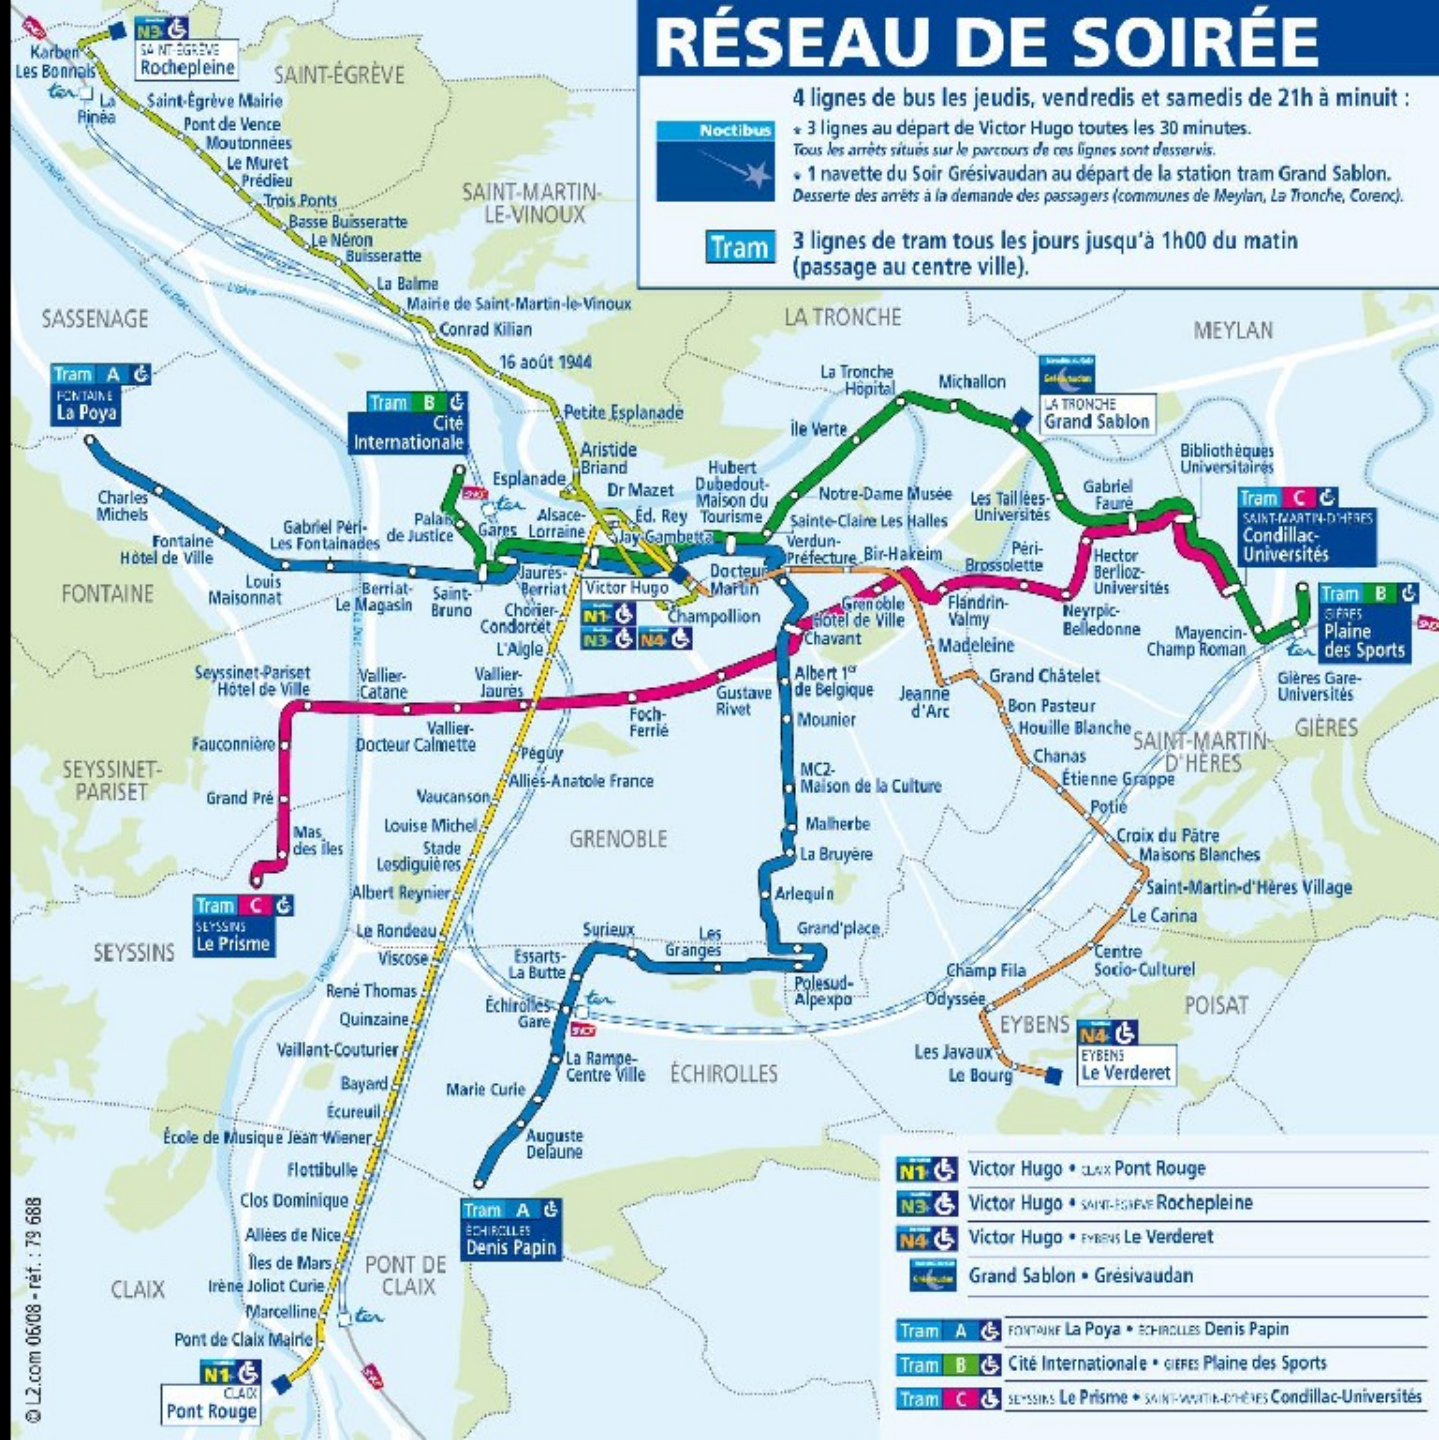 RÉSEAU DE SOIRÉE
4 lignes de bus les jeudis, vendredis et samedis de 21h à minuit :
Noctibus
* 3 lignes au départ de Victor Hugo toutes les 30 minutes.
Tous les arrêts situés sur le parcours de ces lignes sont desservis.
* 1 navette du Soir Grésivaudan au départ de la station tram Grand Sablon.
Desserte des arrêts à la demande des passagers (communes de Meylan, La Tronche, Corenc).
Tram
3 lignes de tram tous les jours jusqu'à 1h00 du matin
(passage au centre ville).
N3
SAINT-ÉGRÈVE
Rochepleine
Karben
Les Bonnais
ter
La
Pinéa
SAINT-ÉGRÈVE
Saint-Égrève Mairie
Pont de Vence
Moutonnées
Le Muret
Prédieu
Trois Ponts
Basse Buisseratte
Le Néron
Buisseratte
La Balme
Mairie de Saint-Martin-le-Vinoux
Conrad Kilian
16 août 1944
Petite Esplanade
Aristide
Briand
Esplanade
Dr Mazet
Éd. Rey
Jay
Gambetta
SAINT-MARTIN-
LE-VINOUX
SASSENAGE
L'Isère
Le Drac
L'Isère
LA TRONCHE
MEYLAN
Tram A
FONTAINE
La Poya
Charles
Michels
Fontaine
Hôtel de Ville
Louis
Maisonnat
Gabriel Péri-
Les Fontainades
Berriat-
Le Magasin
Saint-
Bruno
FONTAINE
Le Drac
Tram B
Cité
Internationale
SNCF
ter
Palais
de Justice
Gares
Alsace-
Lorraine
Jaurès-
Berriat
Victor Hugo
N1
N3 N4
Chorier-
Condorcet
L'Aigle
Vallier-
Jaurès
Hubert
Dubedout-
Maison du
Tourisme
Docteur
Martin
Champollion
Notre-Dame Musée
Sainte-Claire Les Halles
Verdun-
Préfecture
Bir-Hakeim
Île Verte
La Tronche
Hôpital
Michallon
Grésivaudan
LA TRONCHE
Grand Sablon
Les Taillées-
Universités
Gabriel
Fauré
Bibliothèques
Universitaires
Tram C
SAINT-MARTIN-D'HÈRES
Condillac-
Universités
Tram B
GIÈRES
Plaine
des Sports
SNCF
ter
Gières Gare-
Universités
Mayencin-
Champ Roman
Hector
Berlioz-
Universités
Neyrpic-
Belledonne
Péri-
Brossolette
Flandrin-
Valmy
Grenoble
Hôtel de Ville
Chavant
Gustave
Rivet
Foch-
Ferrié
Vallier-
Docteur Calmette
Vallier-
Catane
Seyssinet-Pariset
Hôtel de Ville
Fauconnière
Grand Pré
Mas
des Îles
Tram C
SEYSSINS
Le Prisme
SEYSSINET-
PARISET
SEYSSINS
Le Drac
Albert 1er
de Belgique
Mounier
MC2-
Maison de la Culture
Malherbe
La Bruyère
Arlequin
Grand'place
Polesud-
Alpexpo
Les
Granges
Surieux
Essarts-
La Butte
Échirolles
Gare
ter
SNCF
La Rampe-
Centre Ville
Marie Curie
Auguste
Delaune
Tram A
ÉCHIROLLES
Denis Papin
GRENOBLE
ÉCHIROLLES
Madeleine
Jeanne
d'Arc
Grand Châtelet
Bon Pasteur
Houille Blanche
Chanas
Étienne Grappe
Potié
Croix du Pâtre
Maisons Blanches
Saint-Martin-d'Hères Village
Le Carina
Centre
Socio-Culturel
Champ Fila
Odyssée
Les Javaux
Le Bourg
N4
EYBENS
Le Verderet
SAINT-MARTIN-
D'HÈRES
GIÈRES
POISAT
EYBENS
Péguy
Alliés-Anatole France
Vaucanson
Louise Michel
Stade
Lesdiguières
Albert Reynier
Le Rondeau
Viscose
René Thomas
Quinzaine
Vaillant-Couturier
Bayard
Écureuil
École de Musique Jean Wiener
Flottibulle
Clos Dominique
Allées de Nice
Îles de Mars
Irène Joliot Curie
Marcelline
Pont de Claix Mairie
ter
SNCF
N1
CLAIX
Pont Rouge
CLAIX
PONT DE
CLAIX
N1 Victor Hugo • CLAIX Pont Rouge
N3 Victor Hugo • SAINT-ÉGRÈVE Rochepleine
N4 Victor Hugo • EYBENS Le Verderet
Grésivaudan Grand Sablon • Grésivaudan
Tram A FONTAINE La Poya • ÉCHIROLLES Denis Papin
Tram B Cité Internationale • GIÈRES Plaine des Sports
Tram C SEYSSINS Le Prisme • SAINT-MARTIN-D'HÈRES Condillac-Universités
© L2.com 06/08 - réf. : 79 688